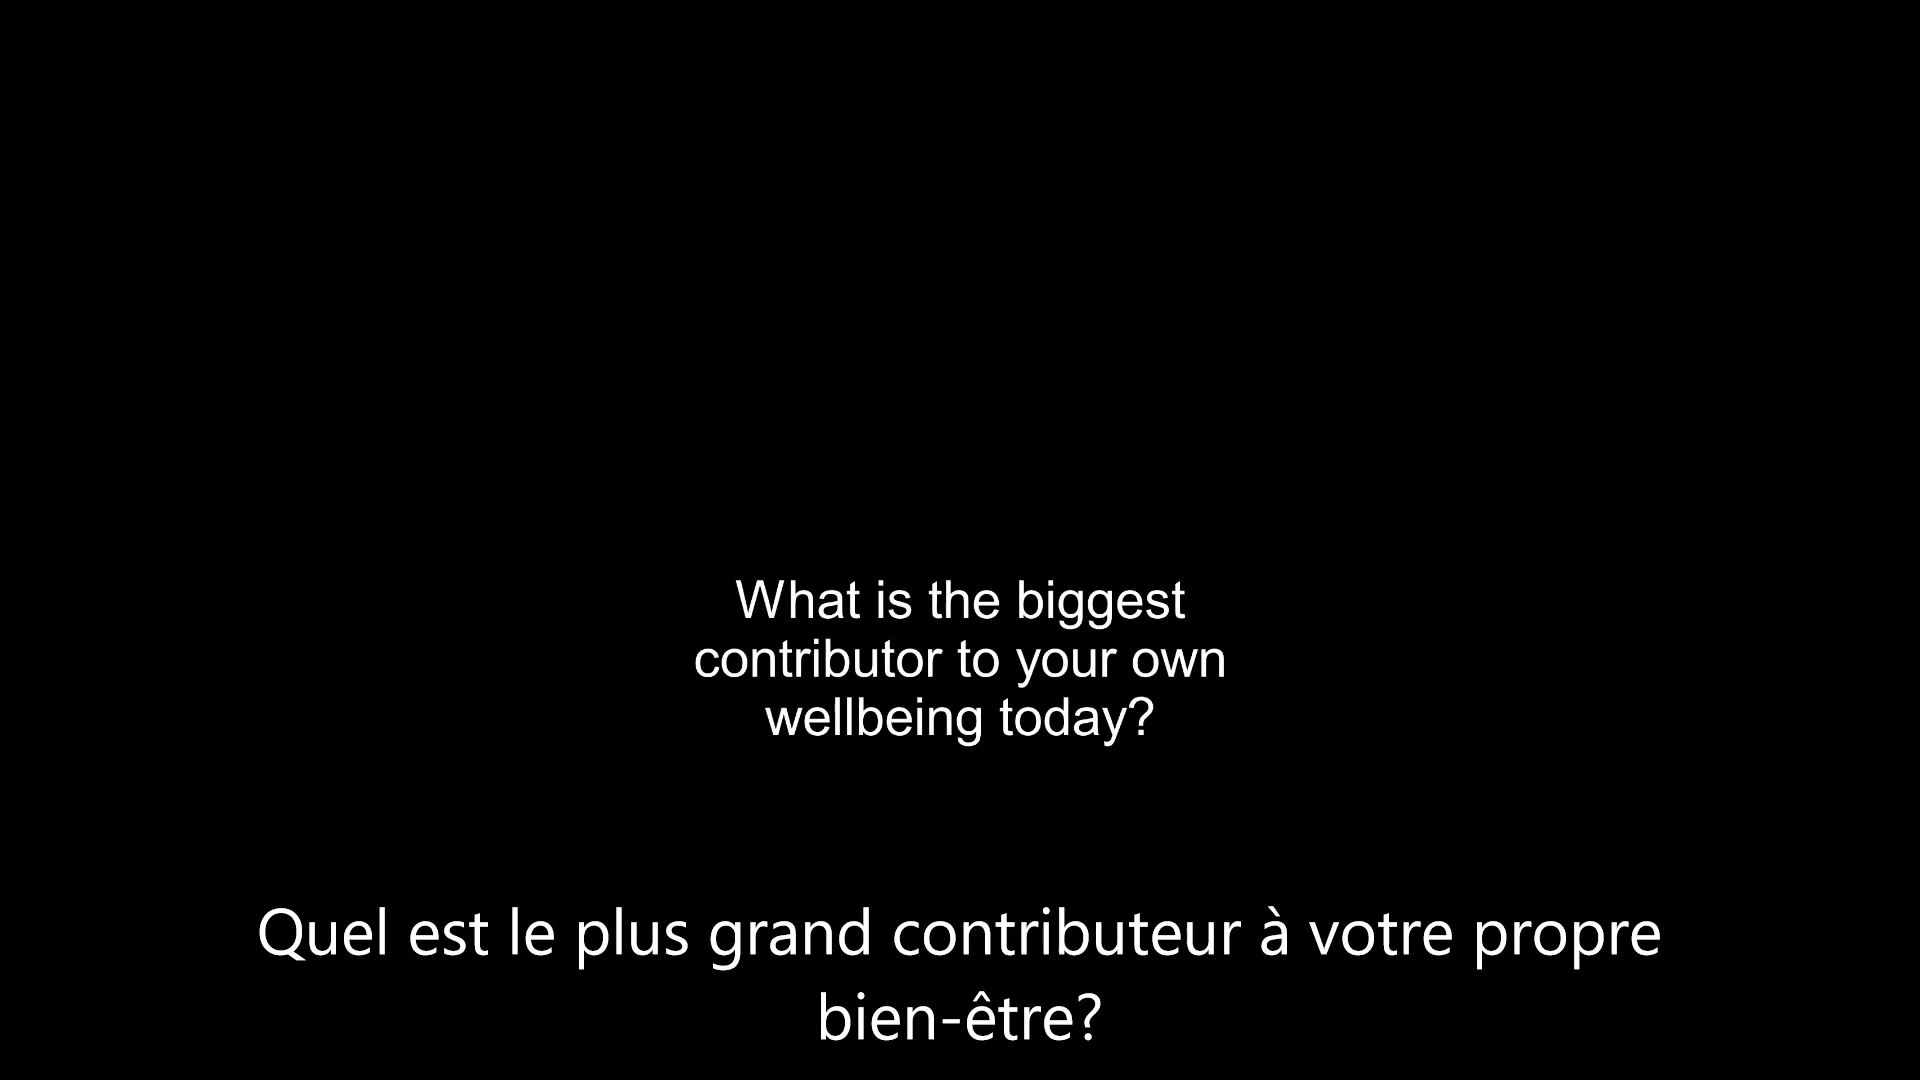 What is the biggest
contributor to your own
wellbeing today?
Quel est le plus grand contributeur à votre propre
bien-être?